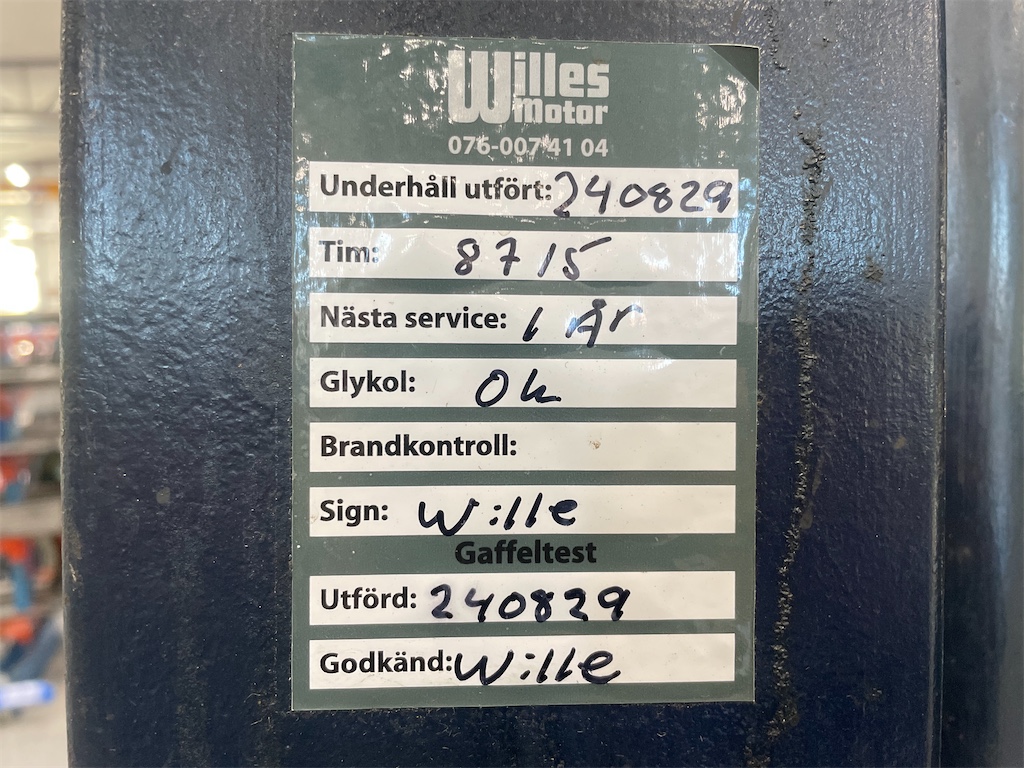 Willes
Motor
076-007 41 04
Underhåll utfört: 240829
Tim: 8715
Nästa service: 1 År
Glykol: Ok
Brandkontroll:
Sign: Wille
Gaffeltest
Utförd: 240829
Godkänd: Wille